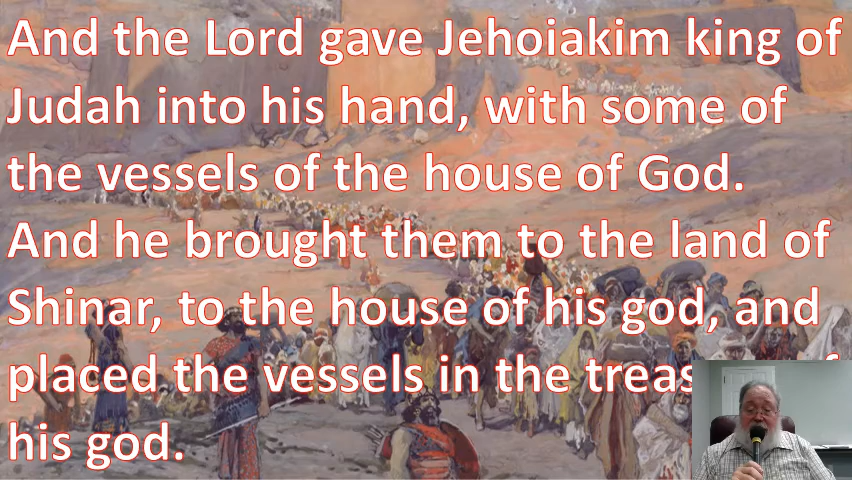 And the Lord gave Jehoiakim king of
Judah into his hand, with some of
the vessels of the house of God.
And he brought them to the land of
Shinar, to the house of his god, and
placed the vessels in the
his god.